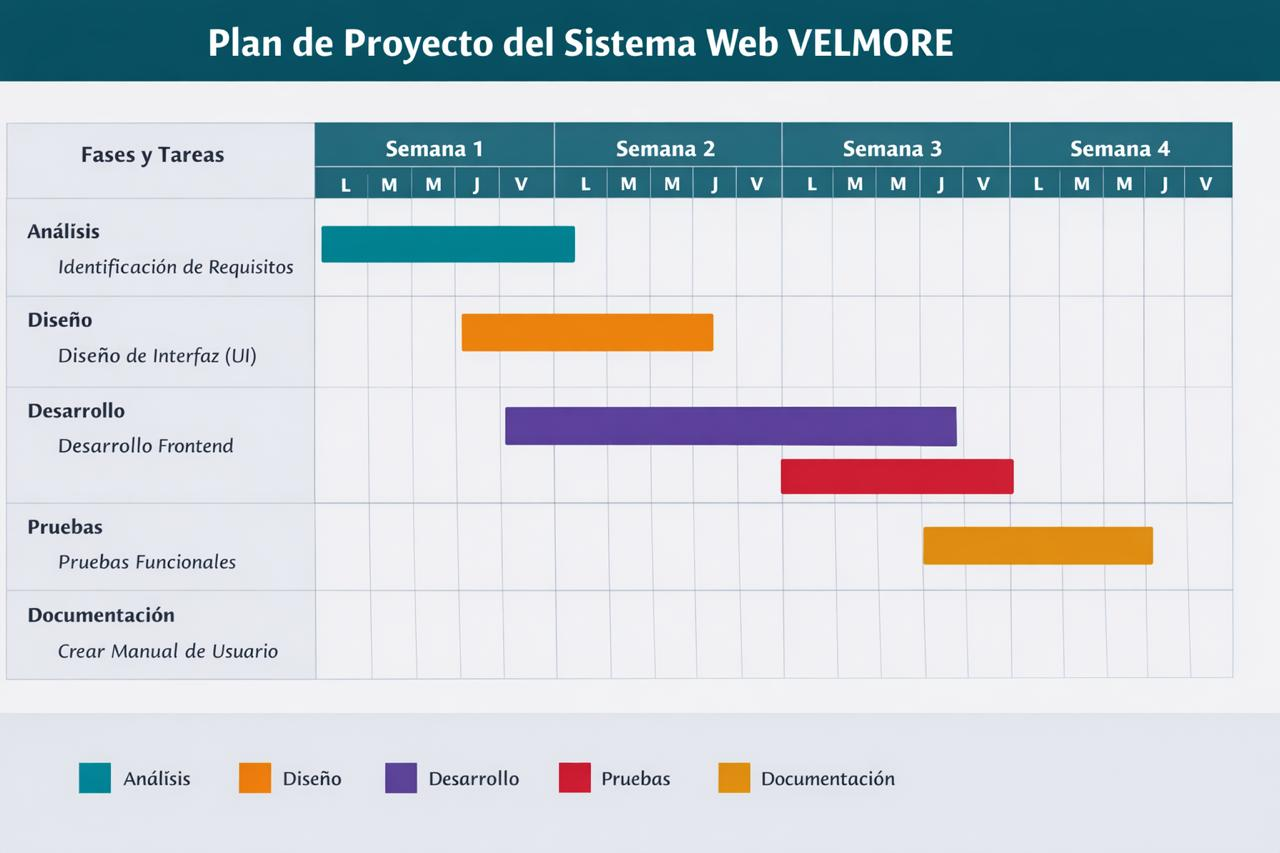 Plan de Proyecto del Sistema Web VELMORE
Fases y Tareas
Semana 1 Semana 2 Semana 3 Semana 4
L M M J V L M M J V L M M J V L M M J V
Análísis
Identificación de Requisitos
Diseño
Diseño de Interfaz (UI)
Desarrollo
Desarrollo Frontend
Pruebas
Pruebas Funcionales
Documentación
Crear Manual de Usuario
Análísis Diseño Desarrollo Pruebas Documentación